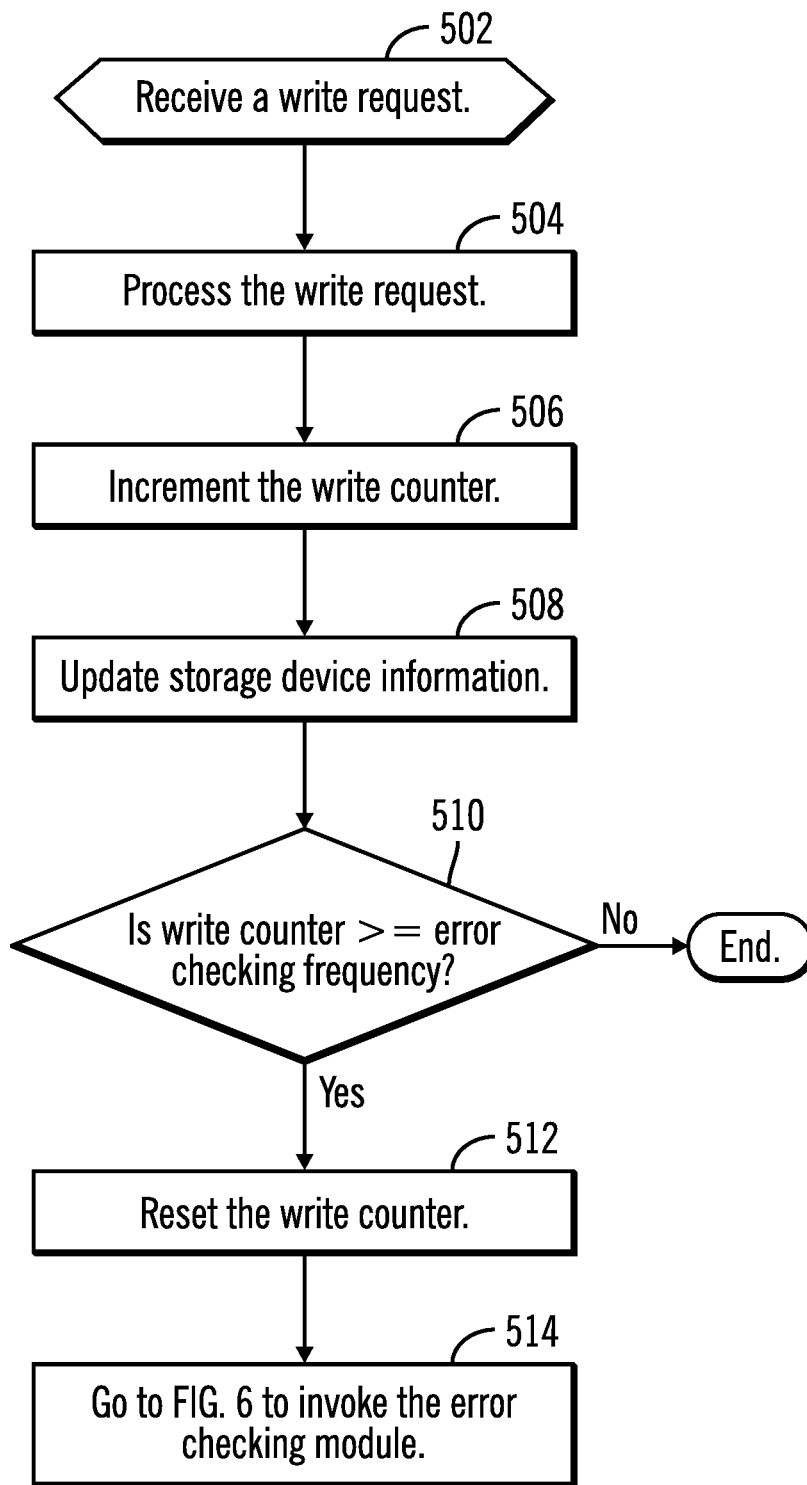 502
Receive a write request.
504
Process the write request.
506
Increment the write counter.
508
Update storage device information.
510
Is write counter > = error
checking frequency?
No
End.
Yes
512
Reset the write counter.
514
Go to FIG. 6 to invoke the error
checking module.